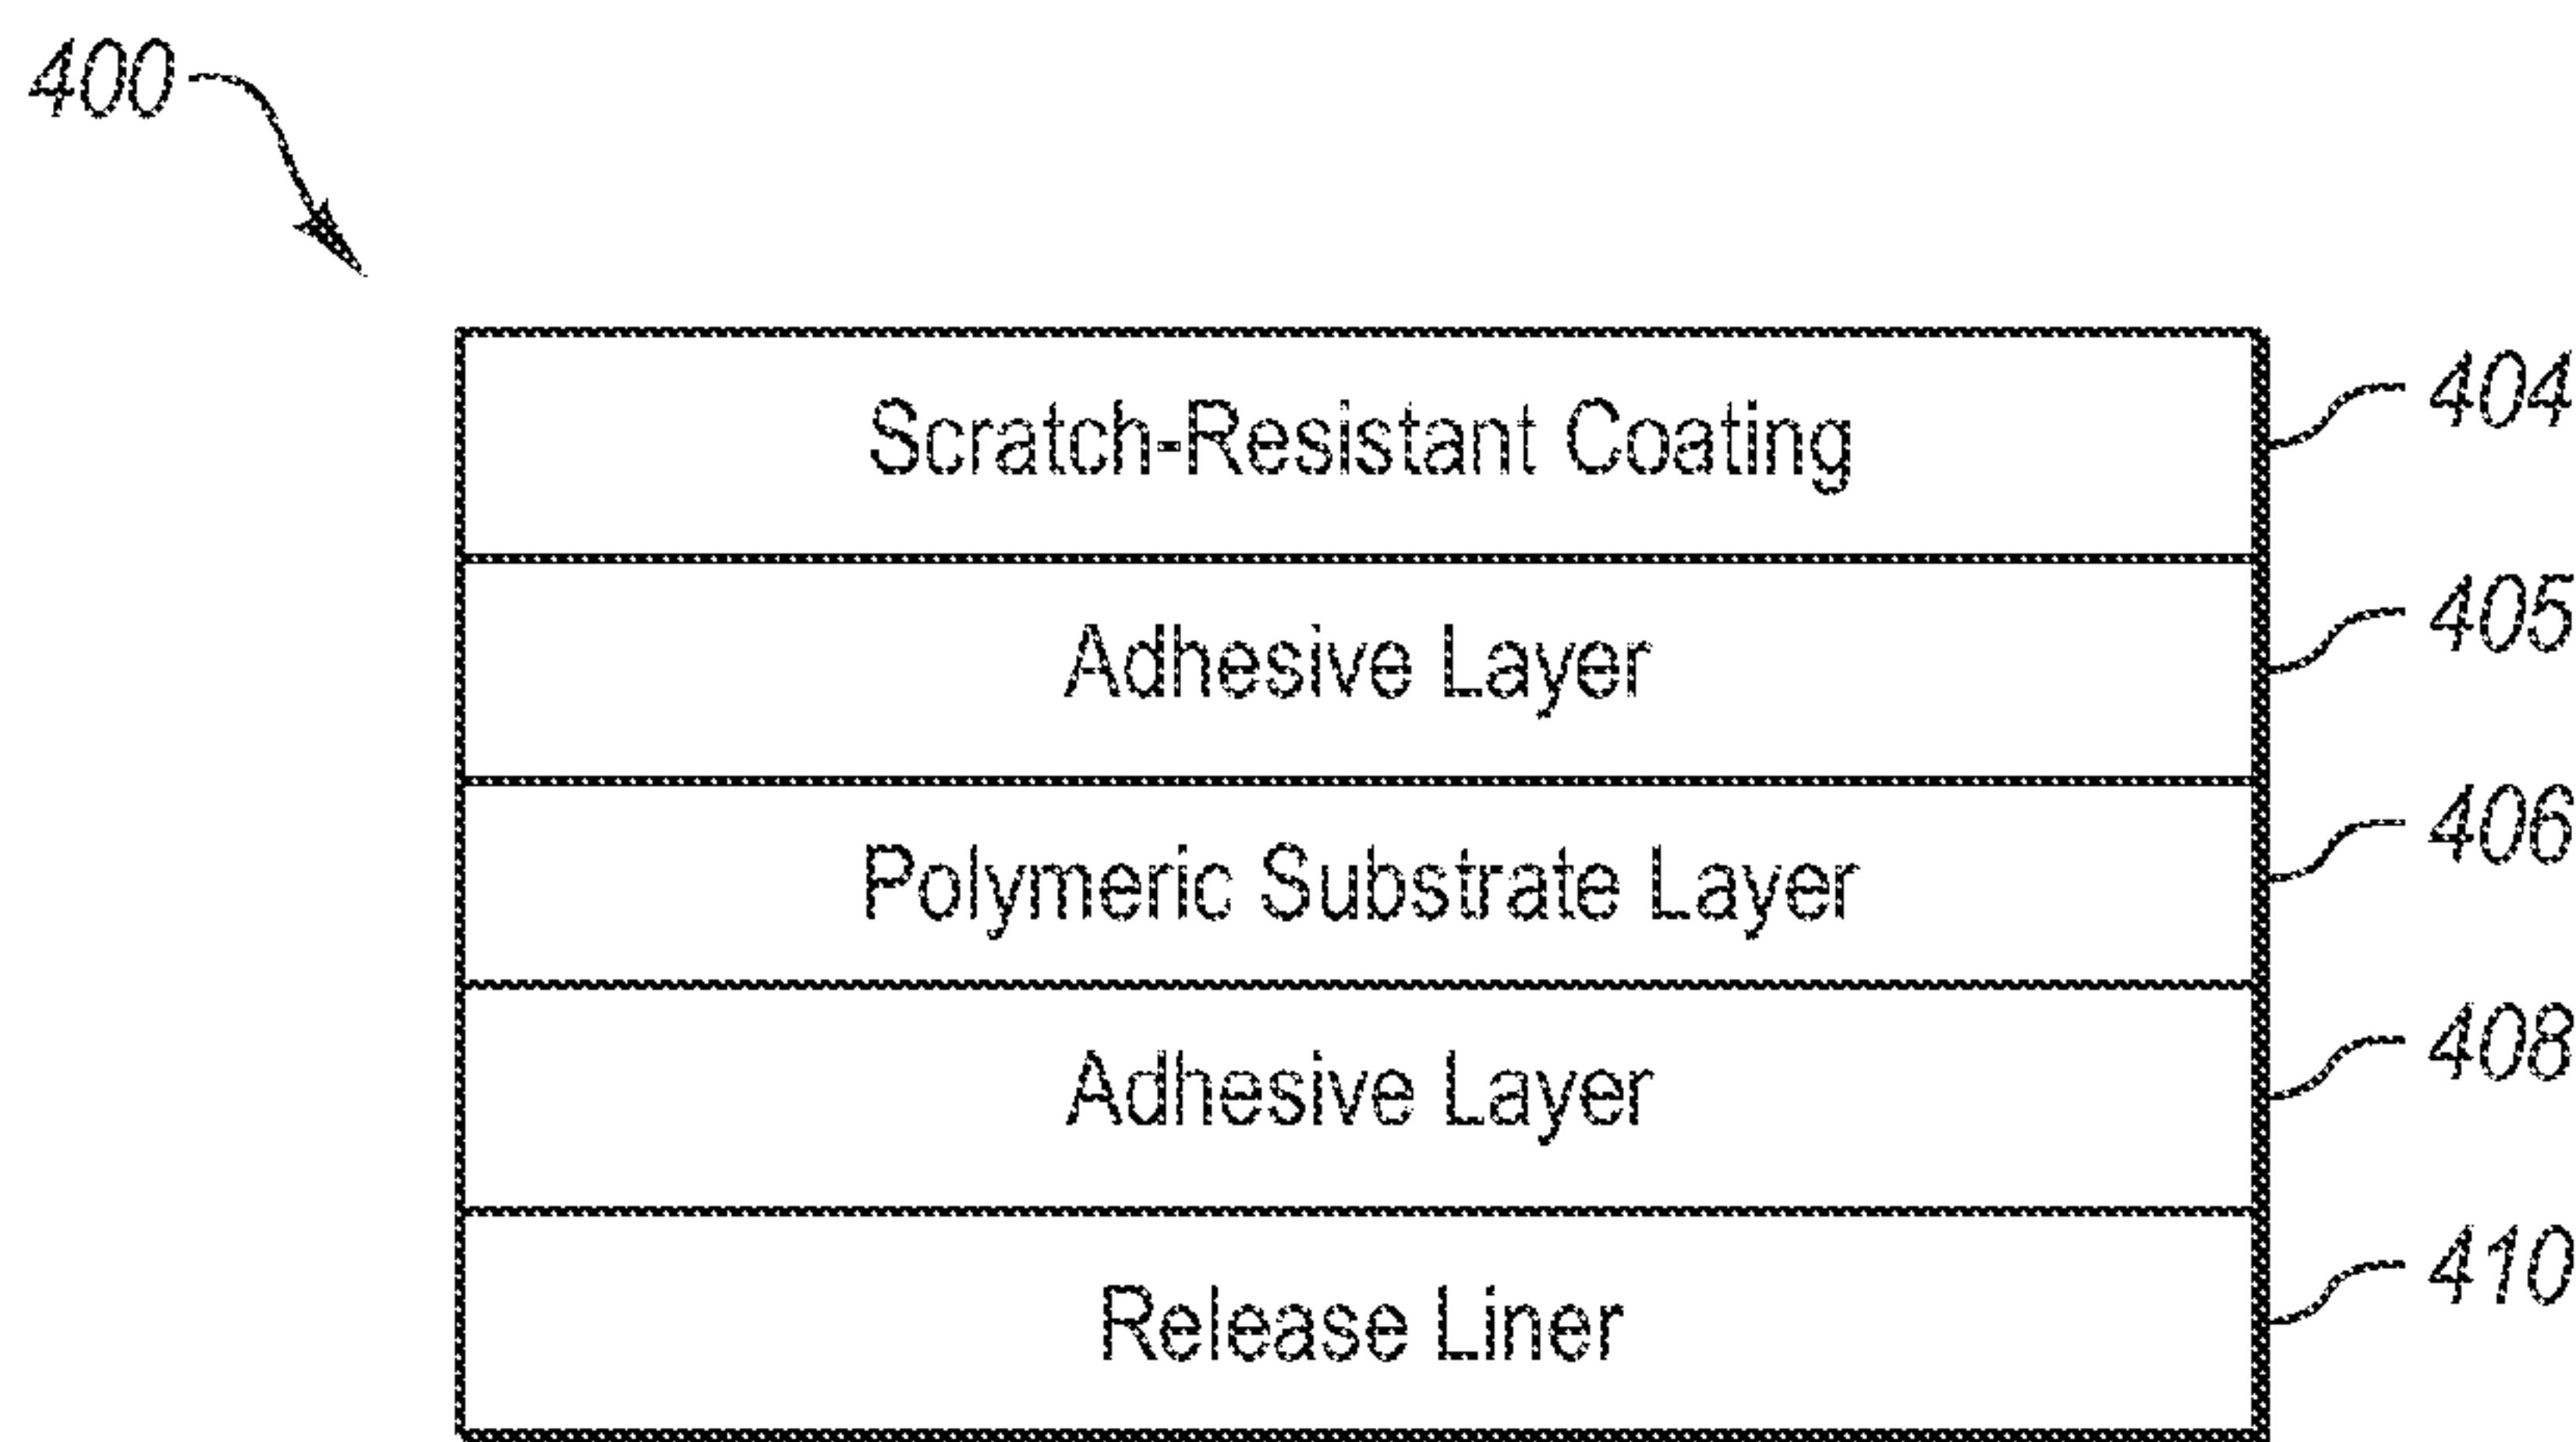 400
Scratch-Resistant Coating 404
Adhesive Layer 405
Polymeric Substrate Layer 406
Adhesive Layer 408
Release Liner 410